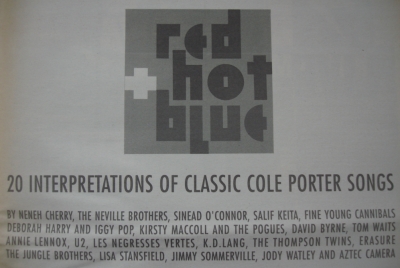 red
+ hot
+ blue
20 INTERPRETATIONS OF CLASSIC COLE PORTER SONGS
BY NENEH CHERRY, THE NEVILLE BROTHERS, SINEAD O'CONNOR, SALIF KEITA, FINE YOUNG CANNIBALS
DEBORAH HARRY AND IGGY POP, KIRSTY MACCOLL AND THE POGUES, DAVID BYRNE, TOM WAITS
ANNIE LENNOX, U2, LES NEGRESSES VERTES, K.D.LANG, THE THOMPSON TWINS, ERASURE
THE JUNGLE BROTHERS, LISA STANSFIELD, JIMMY SOMMERVILLE, JODY WATLEY AND AZTEC CAMERA